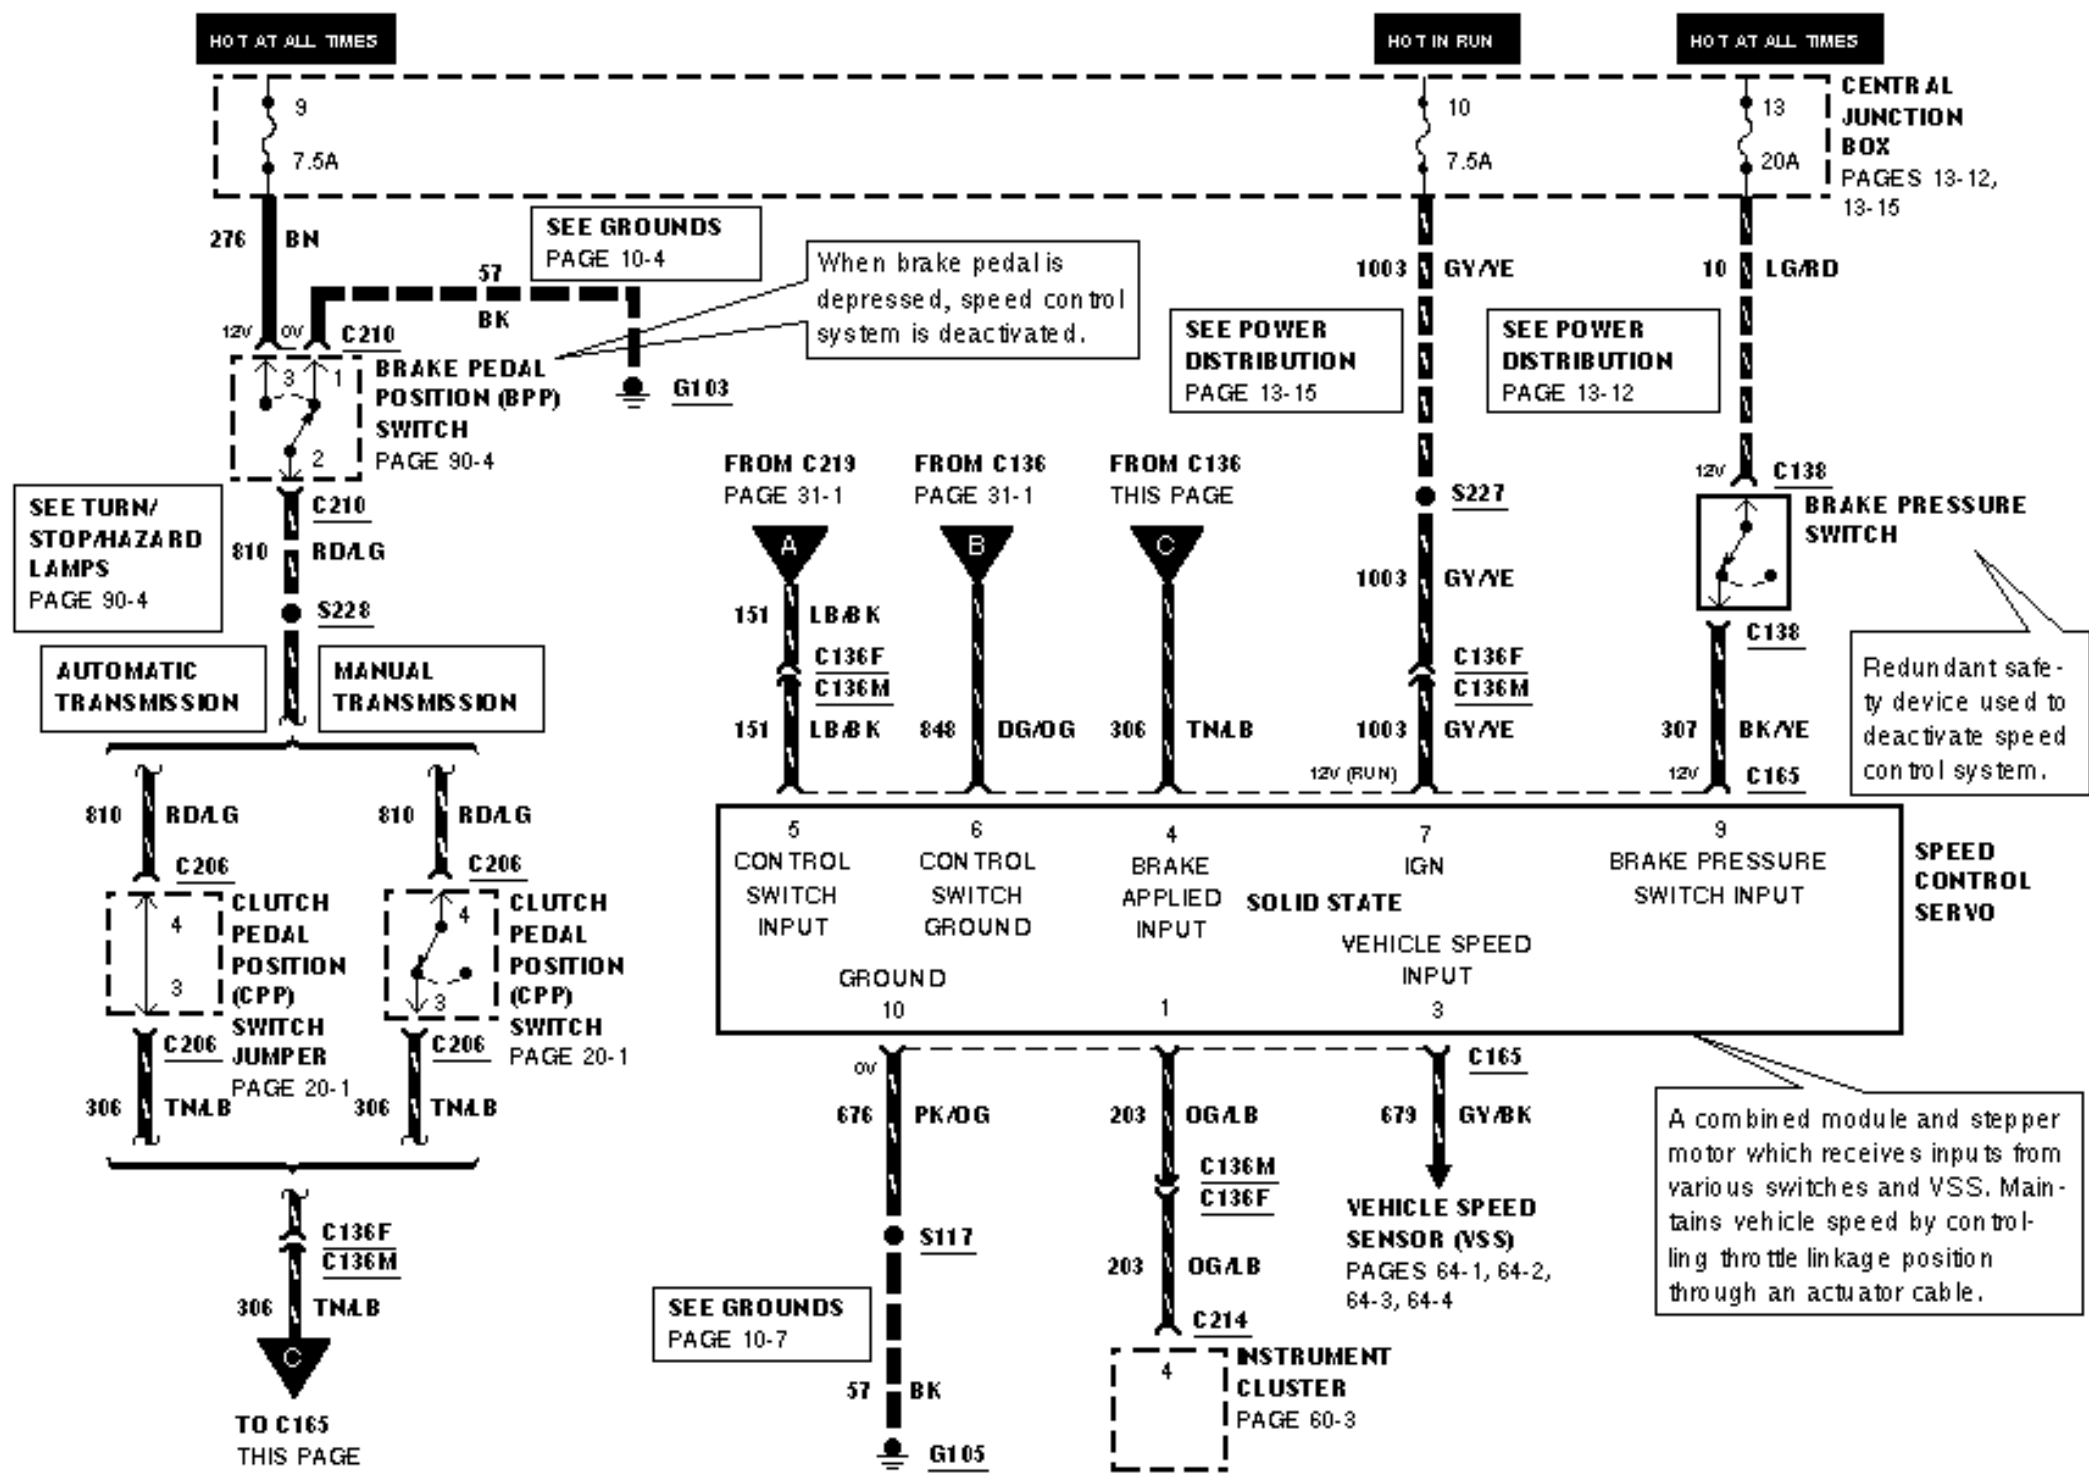 HOT AT ALL TIMES
HOT IN RUN
HOT AT ALL TIMES
9
7.5A
10
7.5A
13
20A
CENTRAL
JUNCTION
BOX
PAGES 13-12,
13-15
276
BN
SEE GROUNDS
PAGE 10-4
57
BK
When brake pedal is
depressed, speed control
system is deactivated.
1003
GY/YE
10
LG/RD
12V
0V
C210
3
1
2
BRAKE PEDAL
POSITION (BPP)
SWITCH
PAGE 90-4
G103
SEE POWER
DISTRIBUTION
PAGE 13-15
SEE POWER
DISTRIBUTION
PAGE 13-12
SEE TURN/
STOP/HAZARD
LAMPS
PAGE 90-4
C210
810
RD/LG
S228
FROM C219
PAGE 31-1
FROM C136
PAGE 31-1
FROM C136
THIS PAGE
A
B
C
S227
12V
C138
BRAKE PRESSURE
SWITCH
1003
GY/YE
C138
Redundant safe-
ty device used to
deactivate speed
control system.
AUTOMATIC
TRANSMISSION
MANUAL
TRANSMISSION
151
LB/BK
C136F
C136M
151
LB/BK
848
DG/OG
306
TN/LB
C136F
C136M
1003
GY/YE
307
BK/YE
12V (RUN)
12V
C165
810
RD/LG
810
RD/LG
C206
C206
4
3
CLUTCH
PEDAL
POSITION
(CPP)
SWITCH
JUMPER
PAGE 20-1
4
3
CLUTCH
PEDAL
POSITION
(CPP)
SWITCH
PAGE 20-1
C206
C206
306
TN/LB
306
TN/LB
5
CONTROL
SWITCH
INPUT
6
CONTROL
SWITCH
GROUND
4
BRAKE
APPLIED
INPUT
7
IGN
9
BRAKE PRESSURE
SWITCH INPUT
SOLID STATE
SPEED
CONTROL
SERVO
GROUND
10
1
VEHICLE SPEED
INPUT
3
0V
C165
676
PK/OG
203
OG/LB
679
GY/BK
A combined module and stepper
motor which receives inputs from
various switches and VSS. Main-
tains vehicle speed by control-
ling throttle linkage position
through an actuator cable.
C136F
C136M
306
TN/LB
C
TO C165
THIS PAGE
S117
C136M
C136F
203
OG/LB
VEHICLE SPEED
SENSOR (VSS)
PAGES 64-1, 64-2,
64-3, 64-4
SEE GROUNDS
PAGE 10-7
57
BK
G105
C214
4
INSTRUMENT
CLUSTER
PAGE 60-3